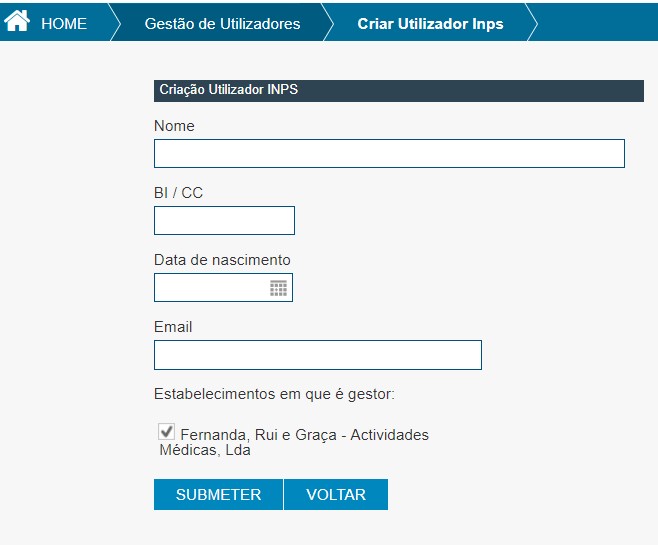 HOME
Gestão de Utilizadores
Criar Utilizador Inps
Criação Utilizador INPS
Nome
BI / CC
Data de nascimento
Email
Estabelecimentos em que é gestor:
Fernanda, Rui e Graça - Actividades
Médicas, Lda
SUBMETER
VOLTAR